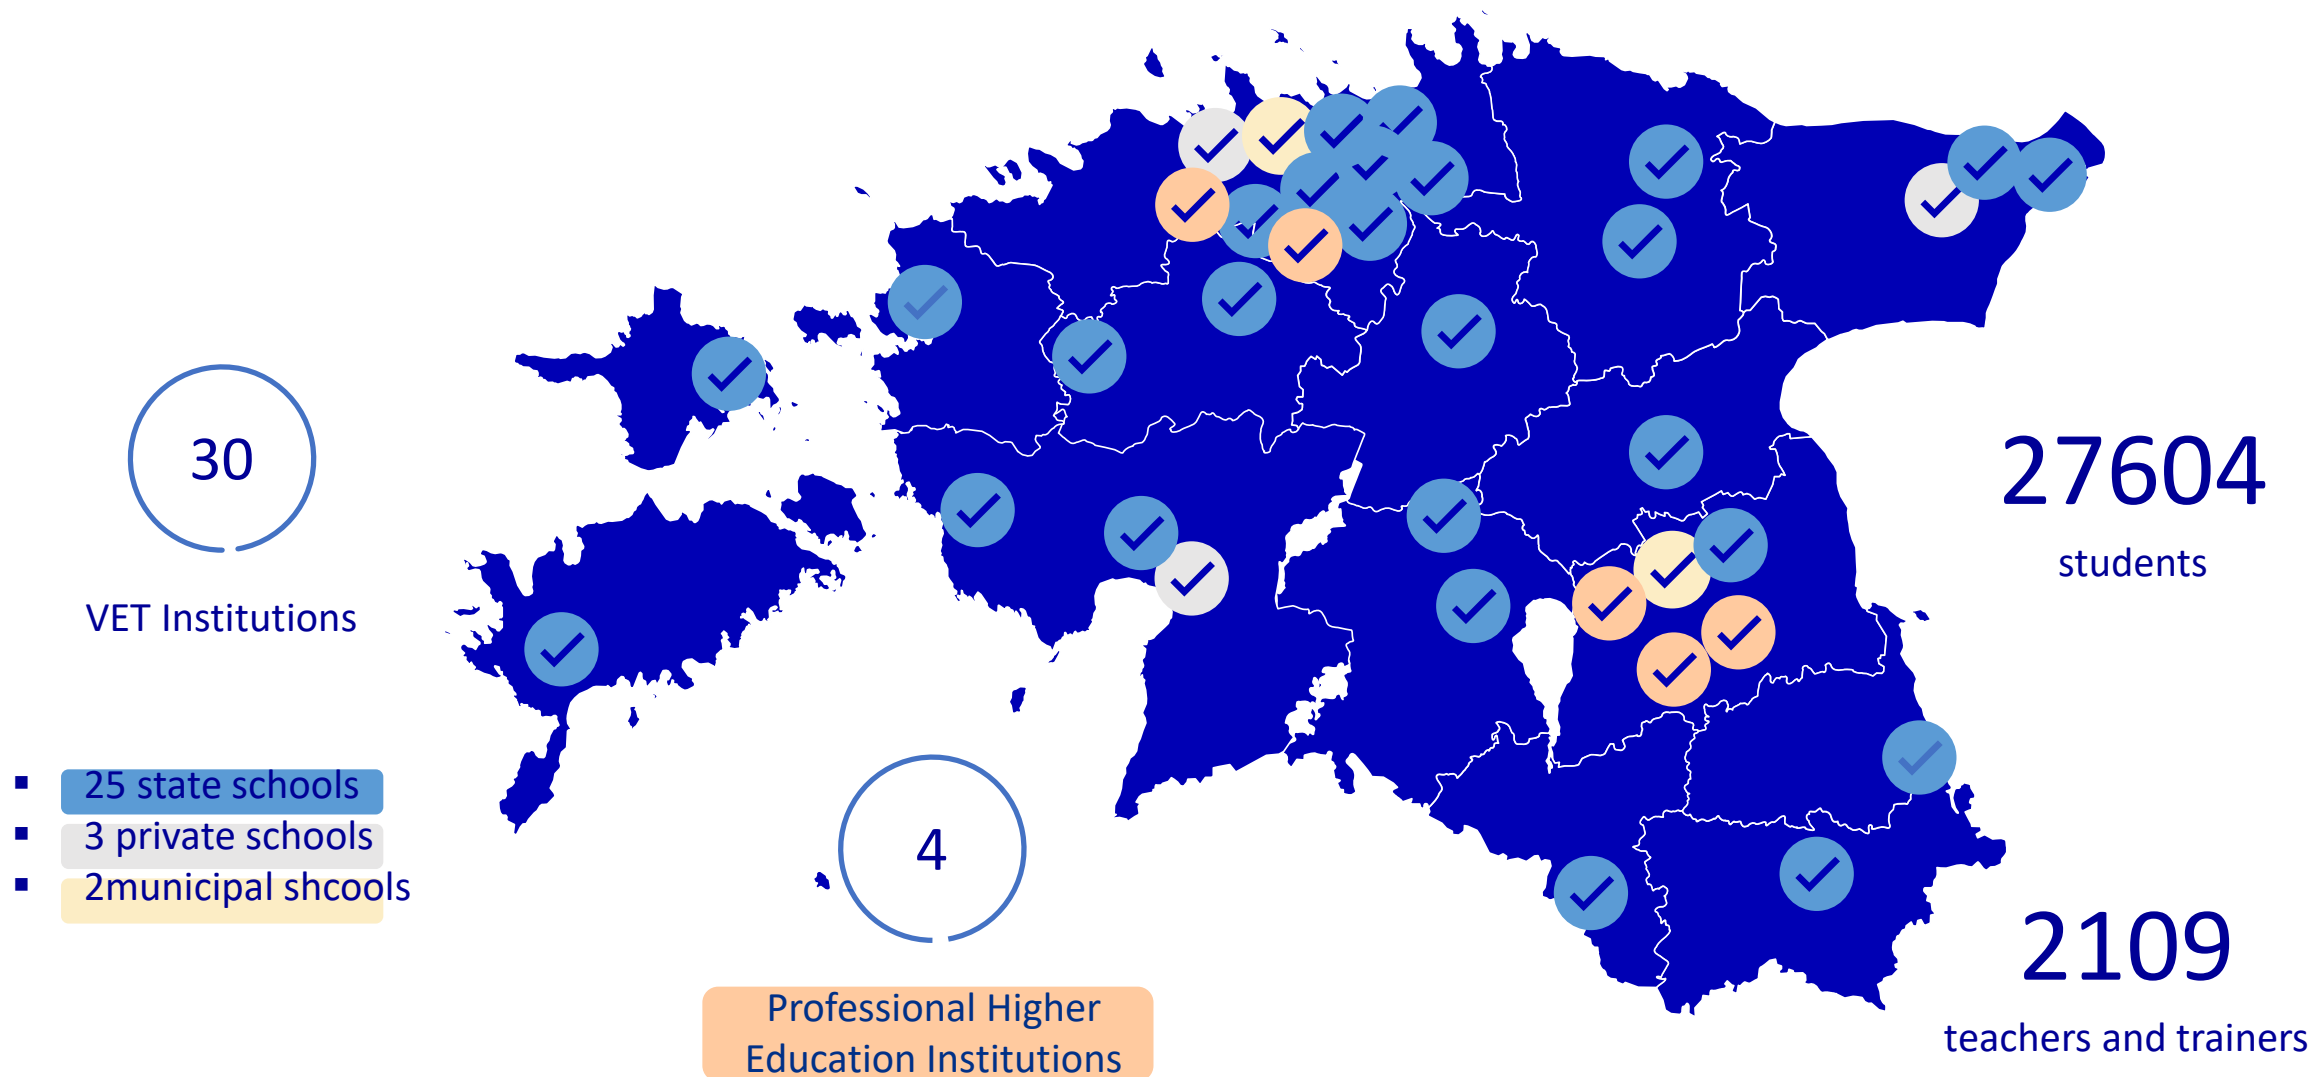 30
VET Institutions
▪ 25 state schools
▪ 3 private schools
▪ 2municipal shcools
4
Professional Higher
Education Institutions
27604
students
2109
teachers and trainers